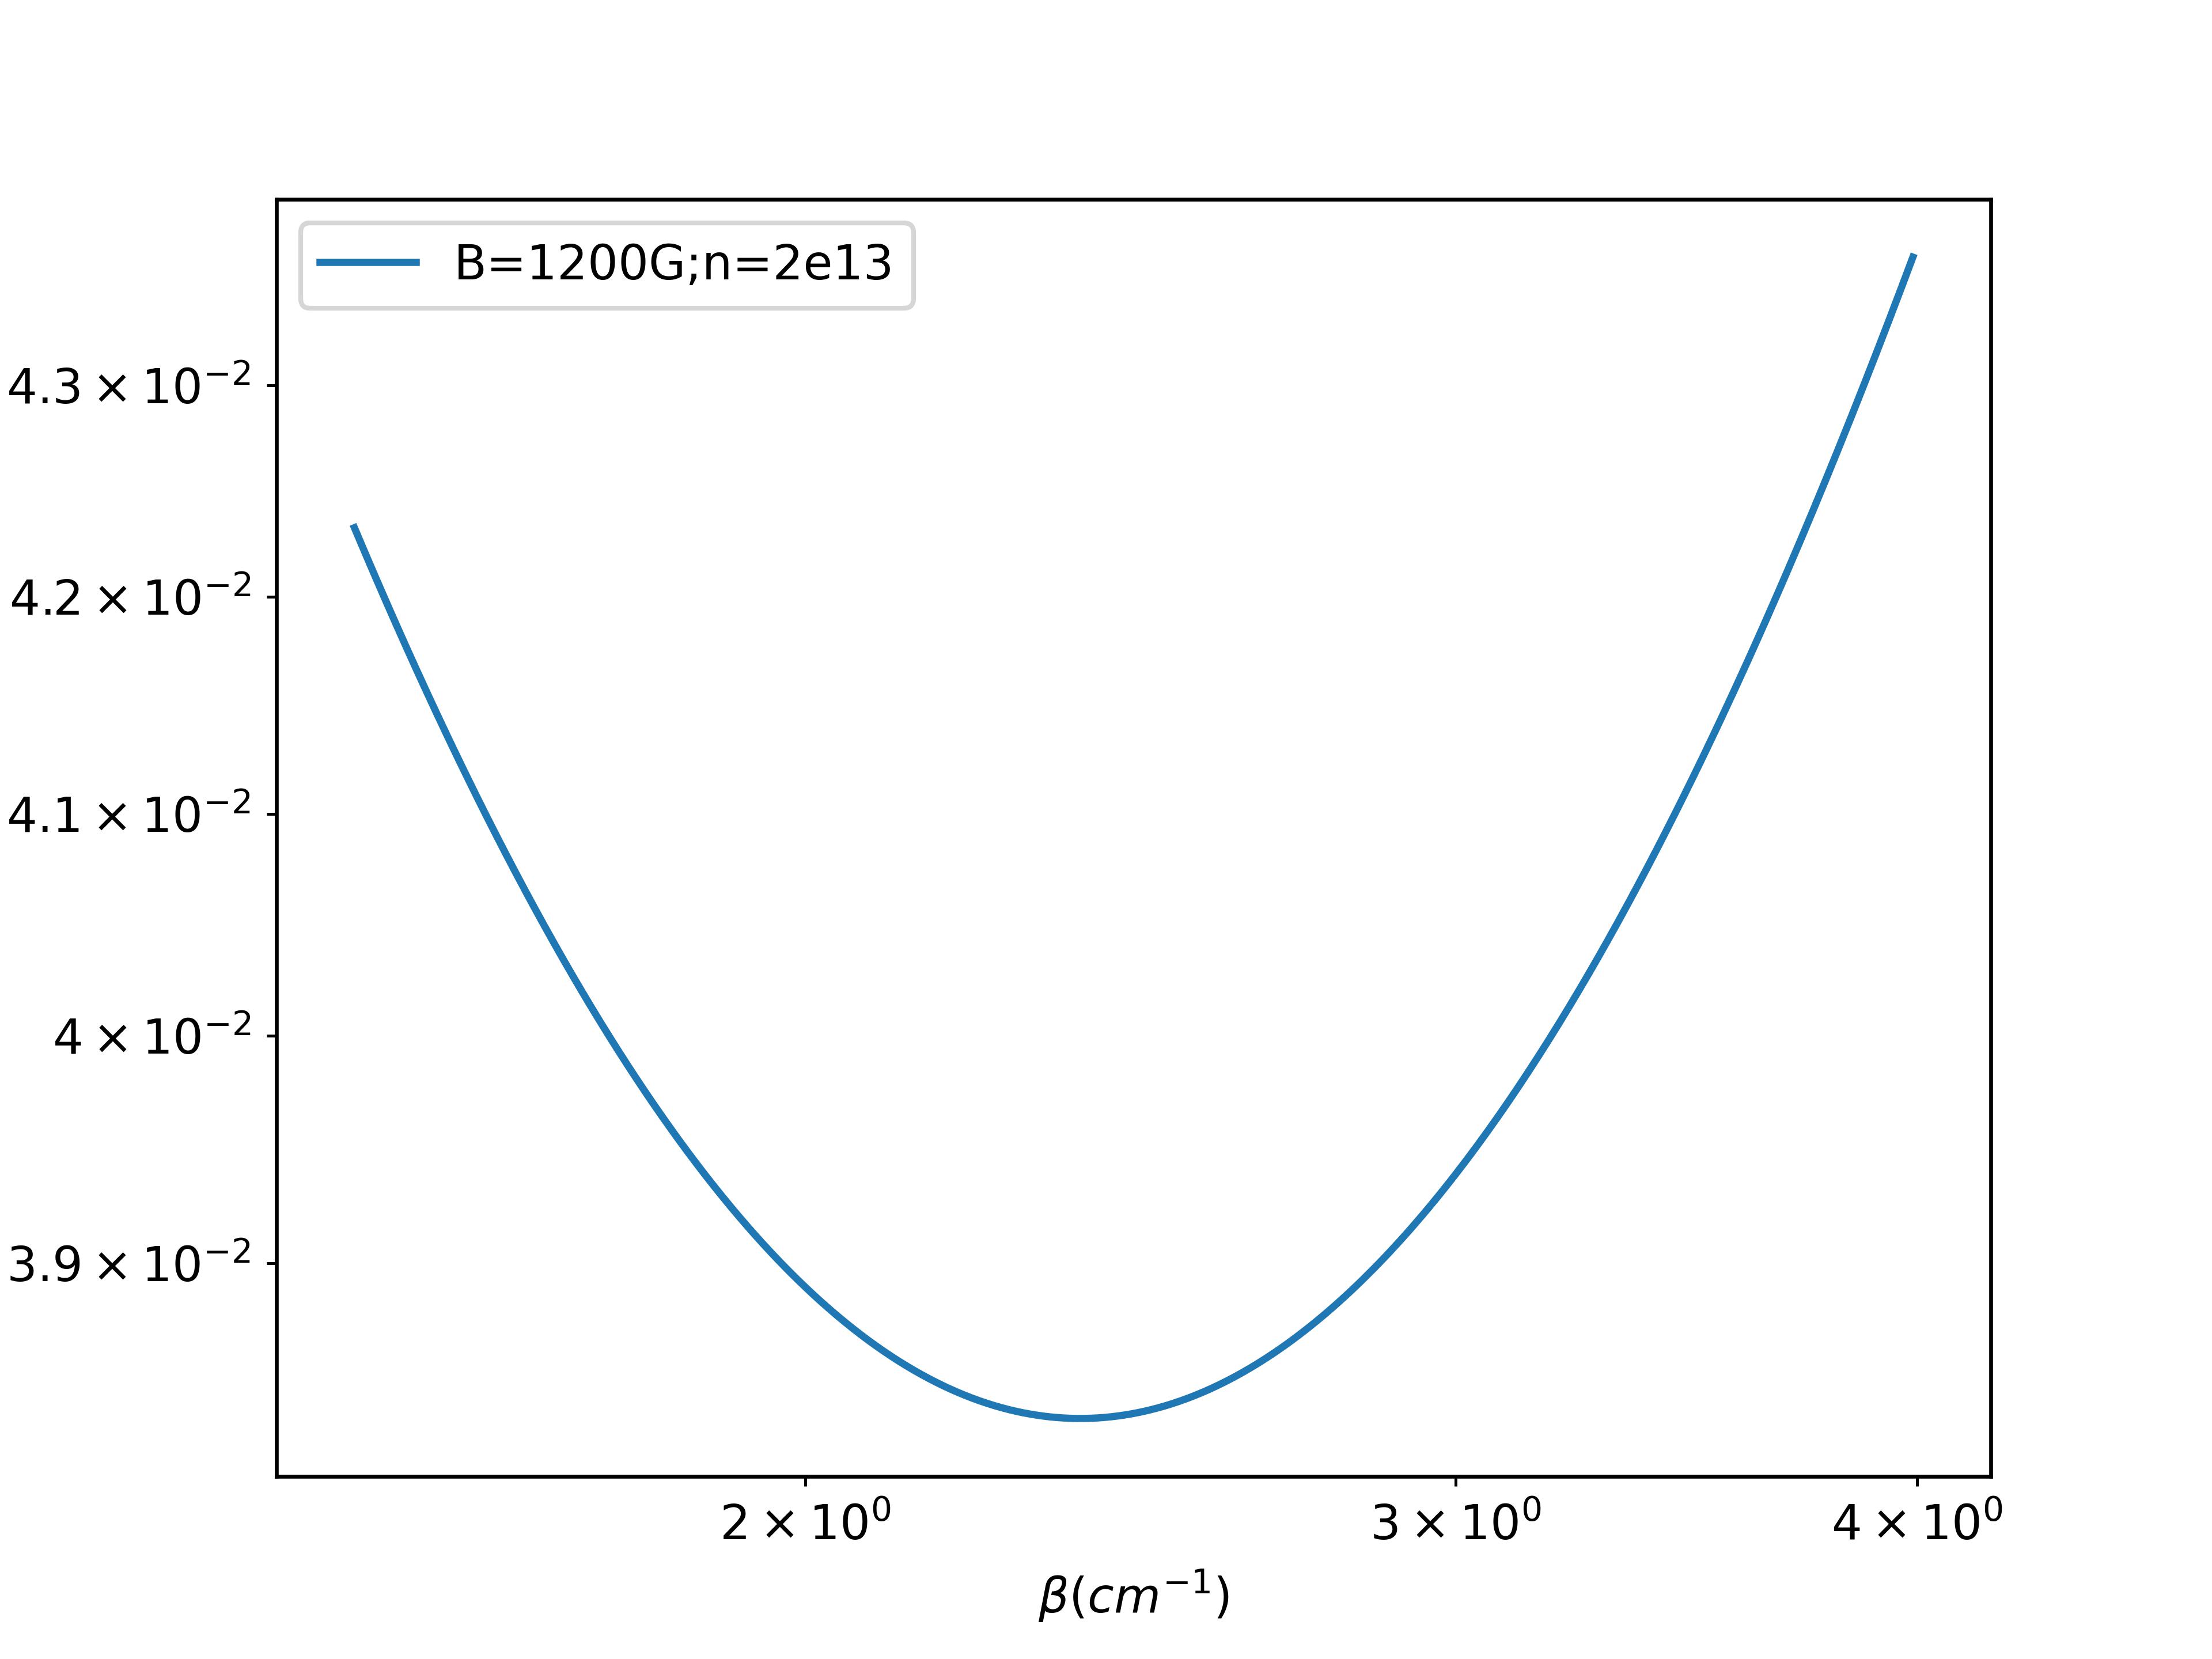 B=1200G;n=2e13
4.3 × 10⁻²
4.2 × 10⁻²
4.1 × 10⁻²
4 × 10⁻²
3.9 × 10⁻²
2 × 10⁰ 3 × 10⁰ 4 × 10⁰
β(cm⁻¹)